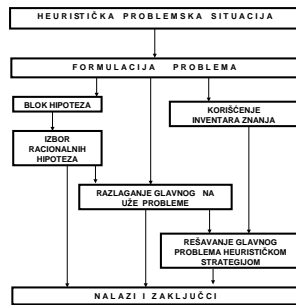 HEURISTIČKA PROBLEMSKA SITUACIJA
FORMULACIJA PROBLEMA
BLOK HIPOTEZA
KORIŠĆENJE
INVENTARA ZNANJA
IZBOR
RACIONALNIH
HIPOTEZA
RAZLAGANJE GLAVNOG NA
UŽE PROBLEME
REŠAVANJE GLAVNOG
PROBLEMA HEURISTIČKOM
STRATEGIJOM
NALAZI I ZAKLJUČCI